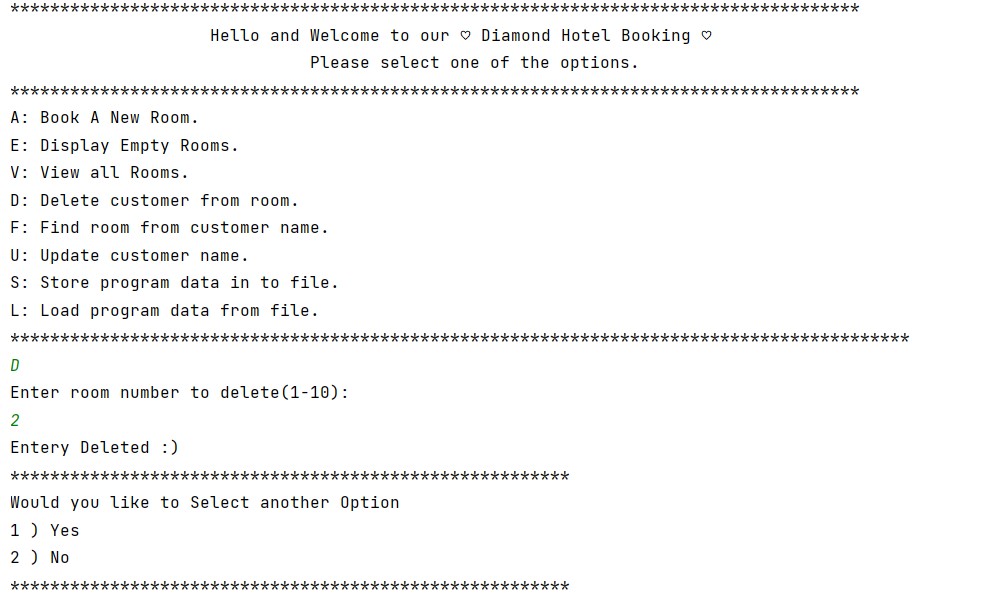 *************************************************************************************
Hello and Welcome to our ♡ Diamond Hotel Booking ♡
Please select one of the options.
*************************************************************************************
A: Book A New Room.
E: Display Empty Rooms.
V: View all Rooms.
D: Delete customer from room.
F: Find room from customer name.
U: Update customer name.
S: Store program data in to file.
L: Load program data from file.
******************************************************************************************
D
Enter room number to delete(1-10):
2
Entery Deleted :)
********************************************************
Would you like to Select another Option
1 ) Yes
2 ) No
********************************************************